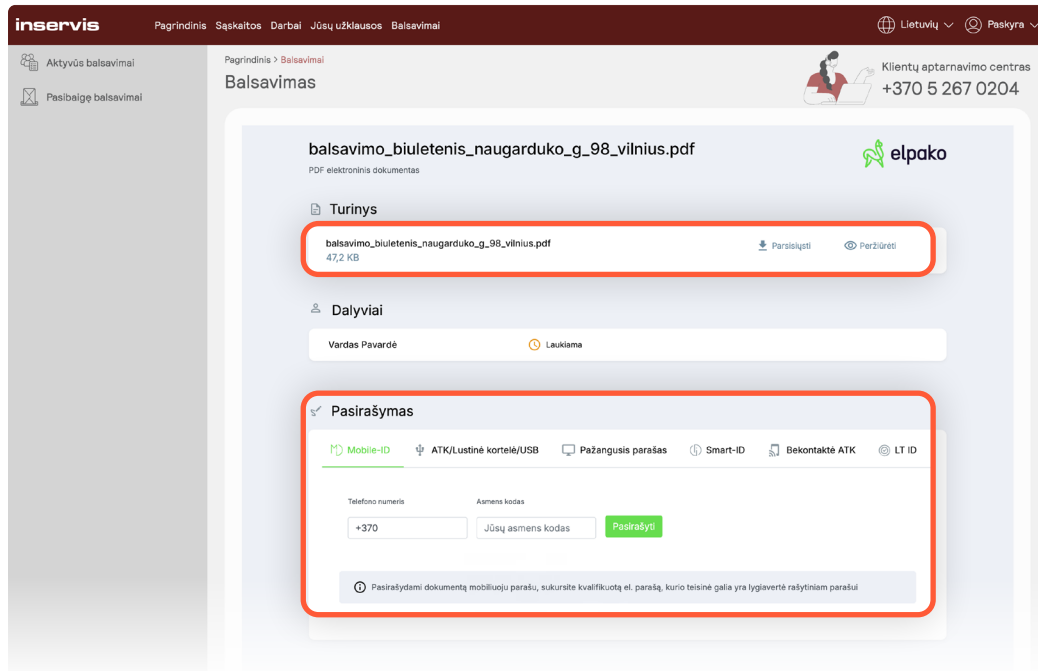 inservis
Pagrindinis Sąskaitos Darbai Jūsų užklausos Balsavimai
Lietuvių
Paskyra
Aktyvūs balsavimai
Pasibaigę balsavimai
Pagrindinis > Balsavimai
Balsavimas
Klientų aptarnavimo centras
+370 5 267 0204
balsavimo_biuletenis_naugarduko_g_98_vilnius.pdf
PDF elektroninis dokumentas
elpako
Turinys
balsavimo_biuletenis_naugarduko_g_98_vilnius.pdf
47,2 KB
Parsisiųsti
Peržiūrėti
Dalyviai
Vardas Pavardė
Laukiama
Pasirašymas
Mobile-ID
ATK/Lustinė kortelė/USB
Pažangusis parašas
Smart-ID
Bekontaktė ATK
LT ID
Telefono numeris
Asmens kodas
+370
Jūsų asmens kodas
Pasirašyti
Pasirašydami dokumentą mobiliuoju parašu, sukursite kvalifikuotą el. parašą, kurio teisinė galia yra lygiavertė rašytiniam parašui